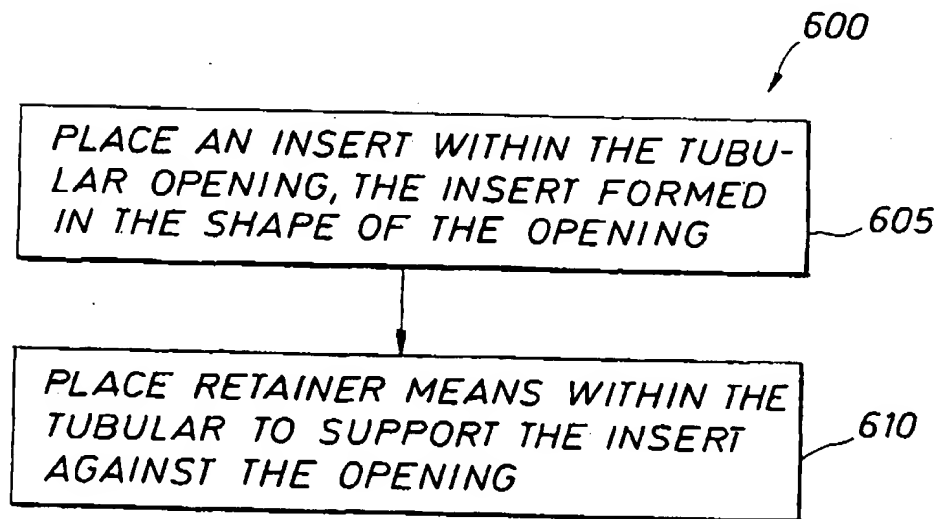 600
PLACE AN INSERT WITHIN THE TUBU-
LAR OPENING, THE INSERT FORMED
IN THE SHAPE OF THE OPENING
605
PLACE RETAINER MEANS WITHIN THE
TUBULAR TO SUPPORT THE INSERT
AGAINST THE OPENING
610